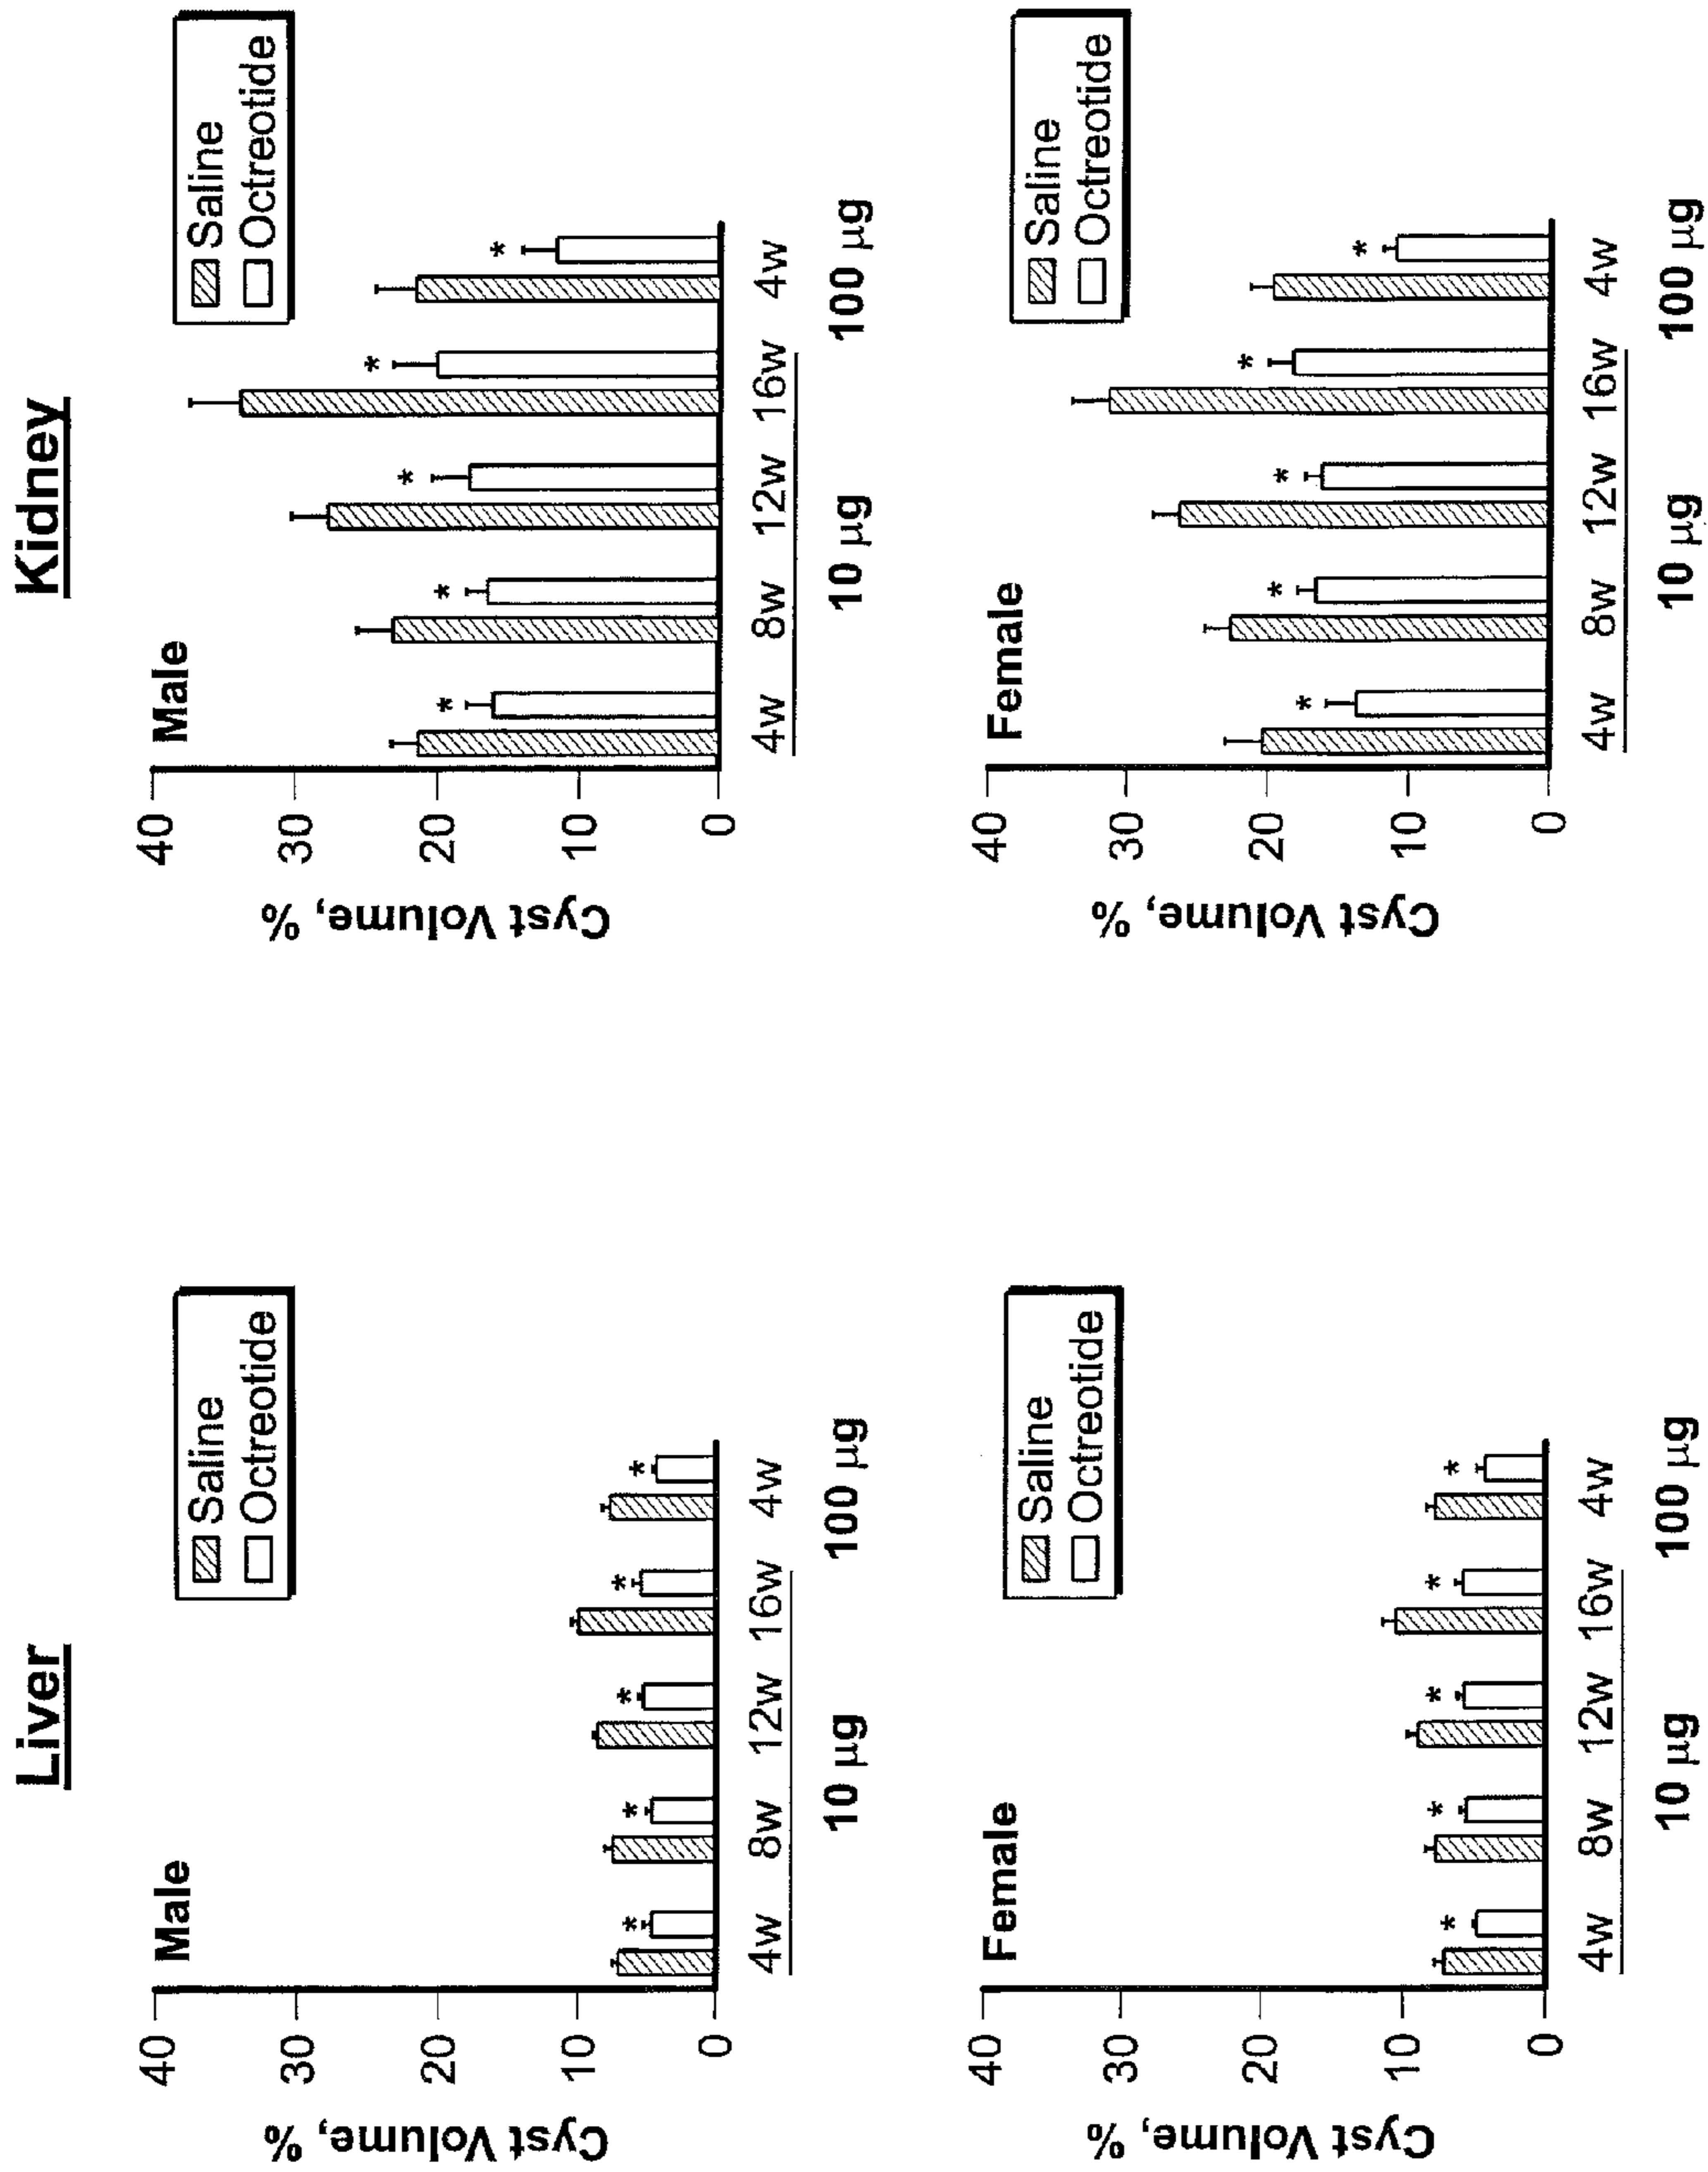 Liver
Male
Saline
Octreotide
Cyst Volume, %
40
30
20
10
0
* * * * *
4w 8w 12w 16w 4w
10 µg 100 µg
Female
Saline
Octreotide
Cyst Volume, %
40
30
20
10
0
* * * * *
4w 8w 12w 16w 4w
10 µg 100 µg
Kidney
Male
Saline
Octreotide
Cyst Volume, %
40
30
20
10
0
* * * * *
4w 8w 12w 16w 4w
10 µg 100 µg
Female
Saline
Octreotide
Cyst Volume, %
40
30
20
10
0
* * * * *
4w 8w 12w 16w 4w
10 µg 100 µg